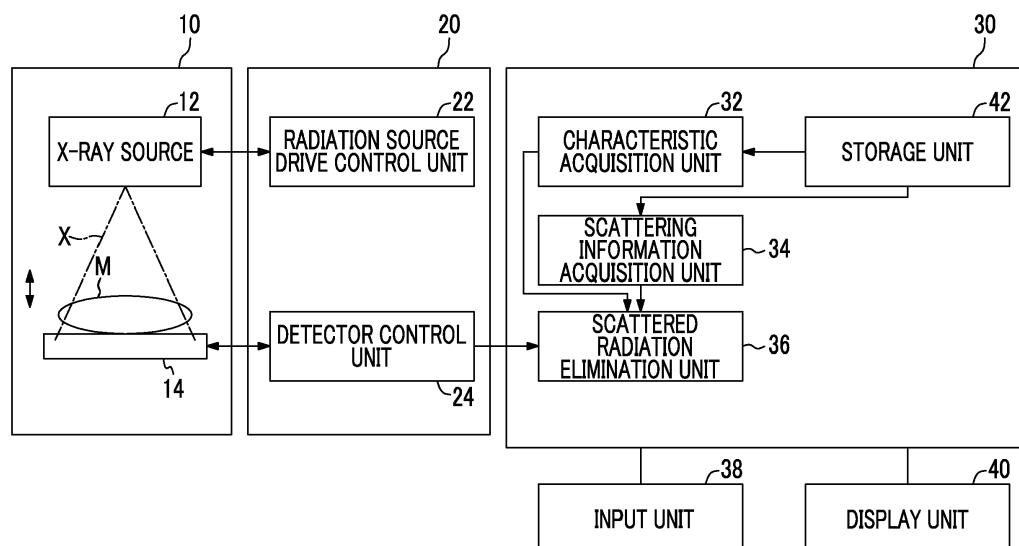 10
20
30
12
22
32
42
X-RAY SOURCE
RADIATION SOURCE
DRIVE CONTROL UNIT
CHARACTERISTIC
ACQUISITION UNIT
STORAGE UNIT
X
M
SCATTERING
INFORMATION
ACQUISITION UNIT
34
DETECTOR CONTROL
UNIT
SCATTERED
RADIATION
ELIMINATION UNIT
36
14
24
38
40
INPUT UNIT
DISPLAY UNIT